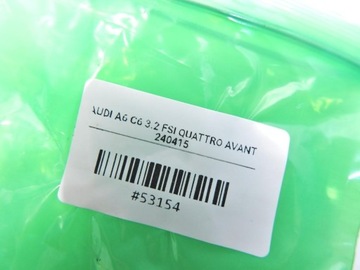 AUDI A6 C6 3.2 FSI QUATTRO AVANT
240415
#53154